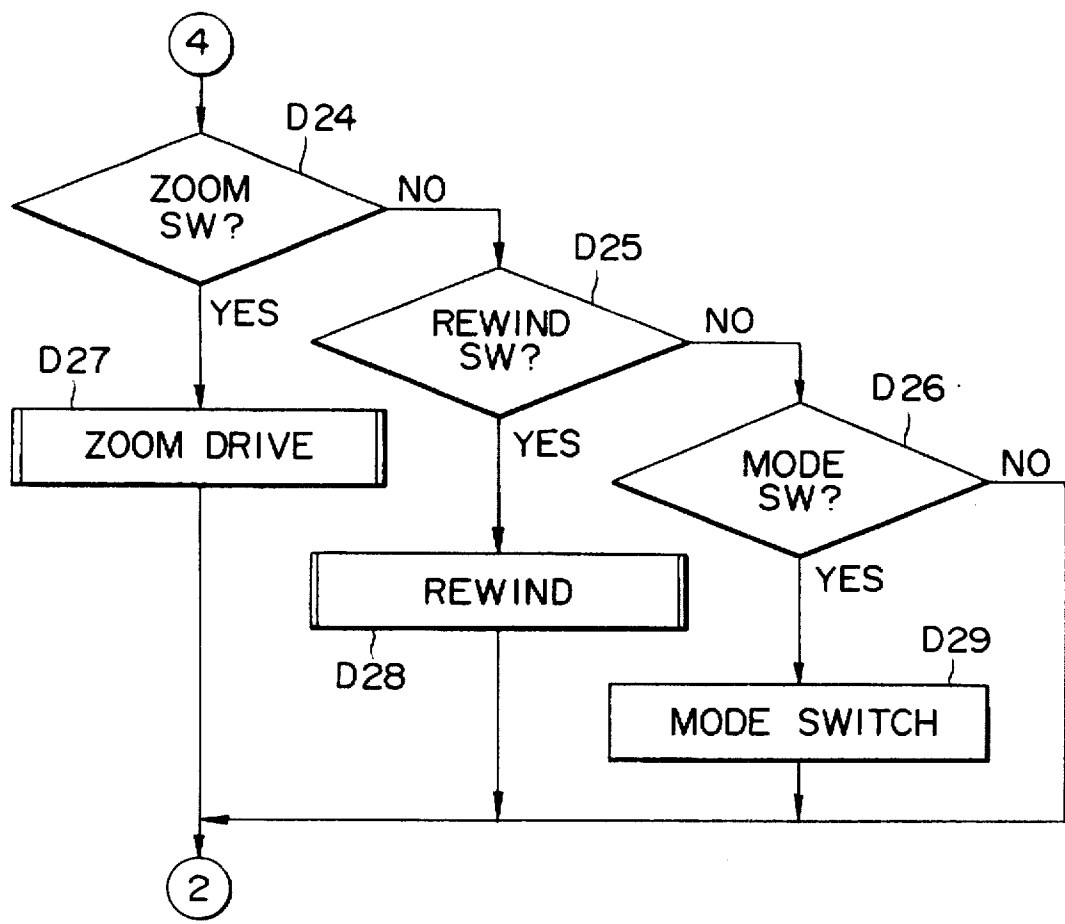 4
D24
ZOOM
SW?
NO
YES
D25
REWIND
SW?
NO
YES
D27
ZOOM DRIVE
D26
MODE
SW?
NO
YES
REWIND
D28
D29
MODE SWITCH
2